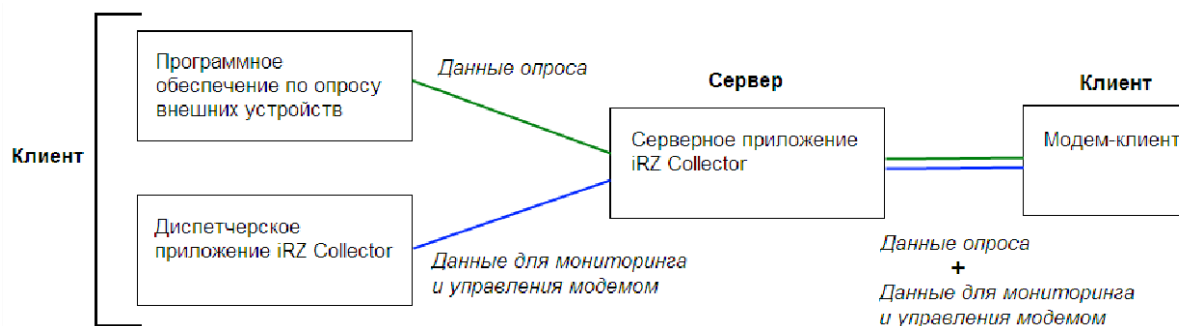 Клиент
Программное
обеспечение по опросу
внешних устройств
Диспетчерское
приложение iRZ Collector
Данные опроса
Данные для мониторинга
и управления модемом
Сервер
Серверное приложение
iRZ Collector
Клиент
Модем-клиент
Данные опроса
+
Данные для мониторинга
и управления модемом